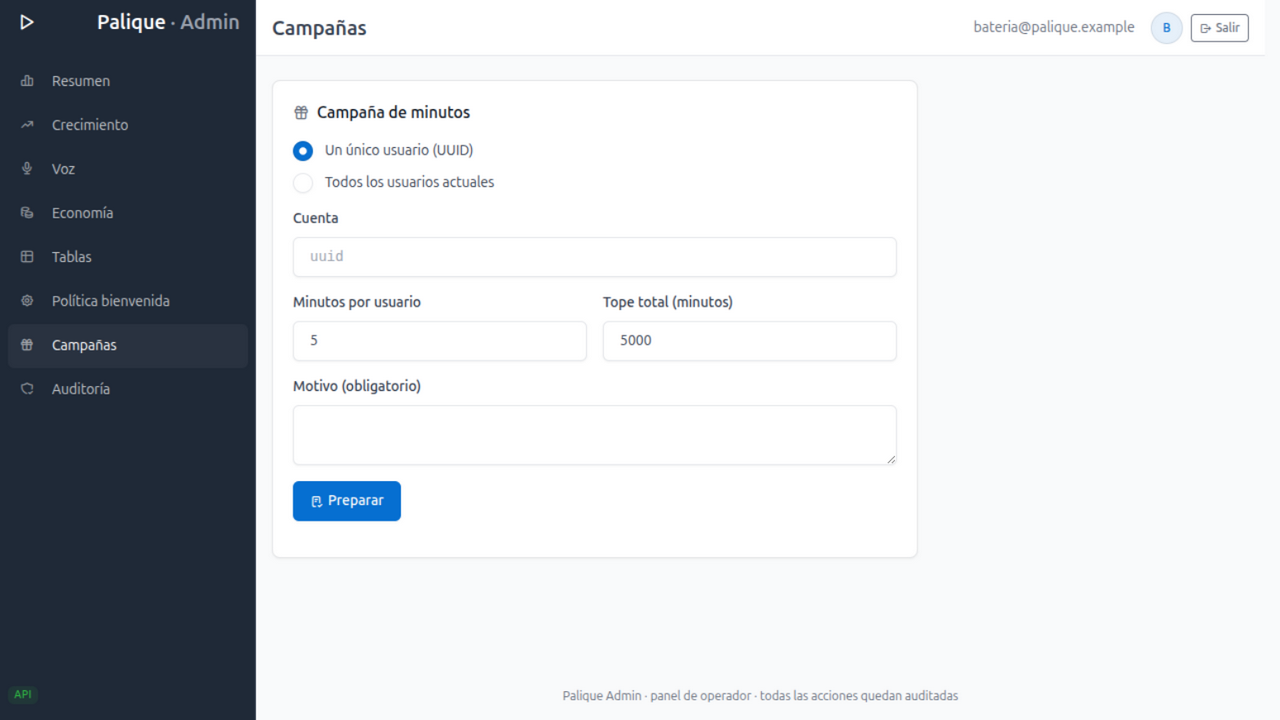 Palique · Admin
Resumen
Crecimiento
Voz
Economía
Tablas
Política bienvenida
Campañas
Auditoría
API
Campañas
bateria@palique.example
B
Salir
Campaña de minutos
Un único usuario (UUID)
Todos los usuarios actuales
Cuenta
uuid
Minutos por usuario
Tope total (minutos)
5
5000
Motivo (obligatorio)
Preparar
Palique Admin · panel de operador · todas las acciones quedan auditadas